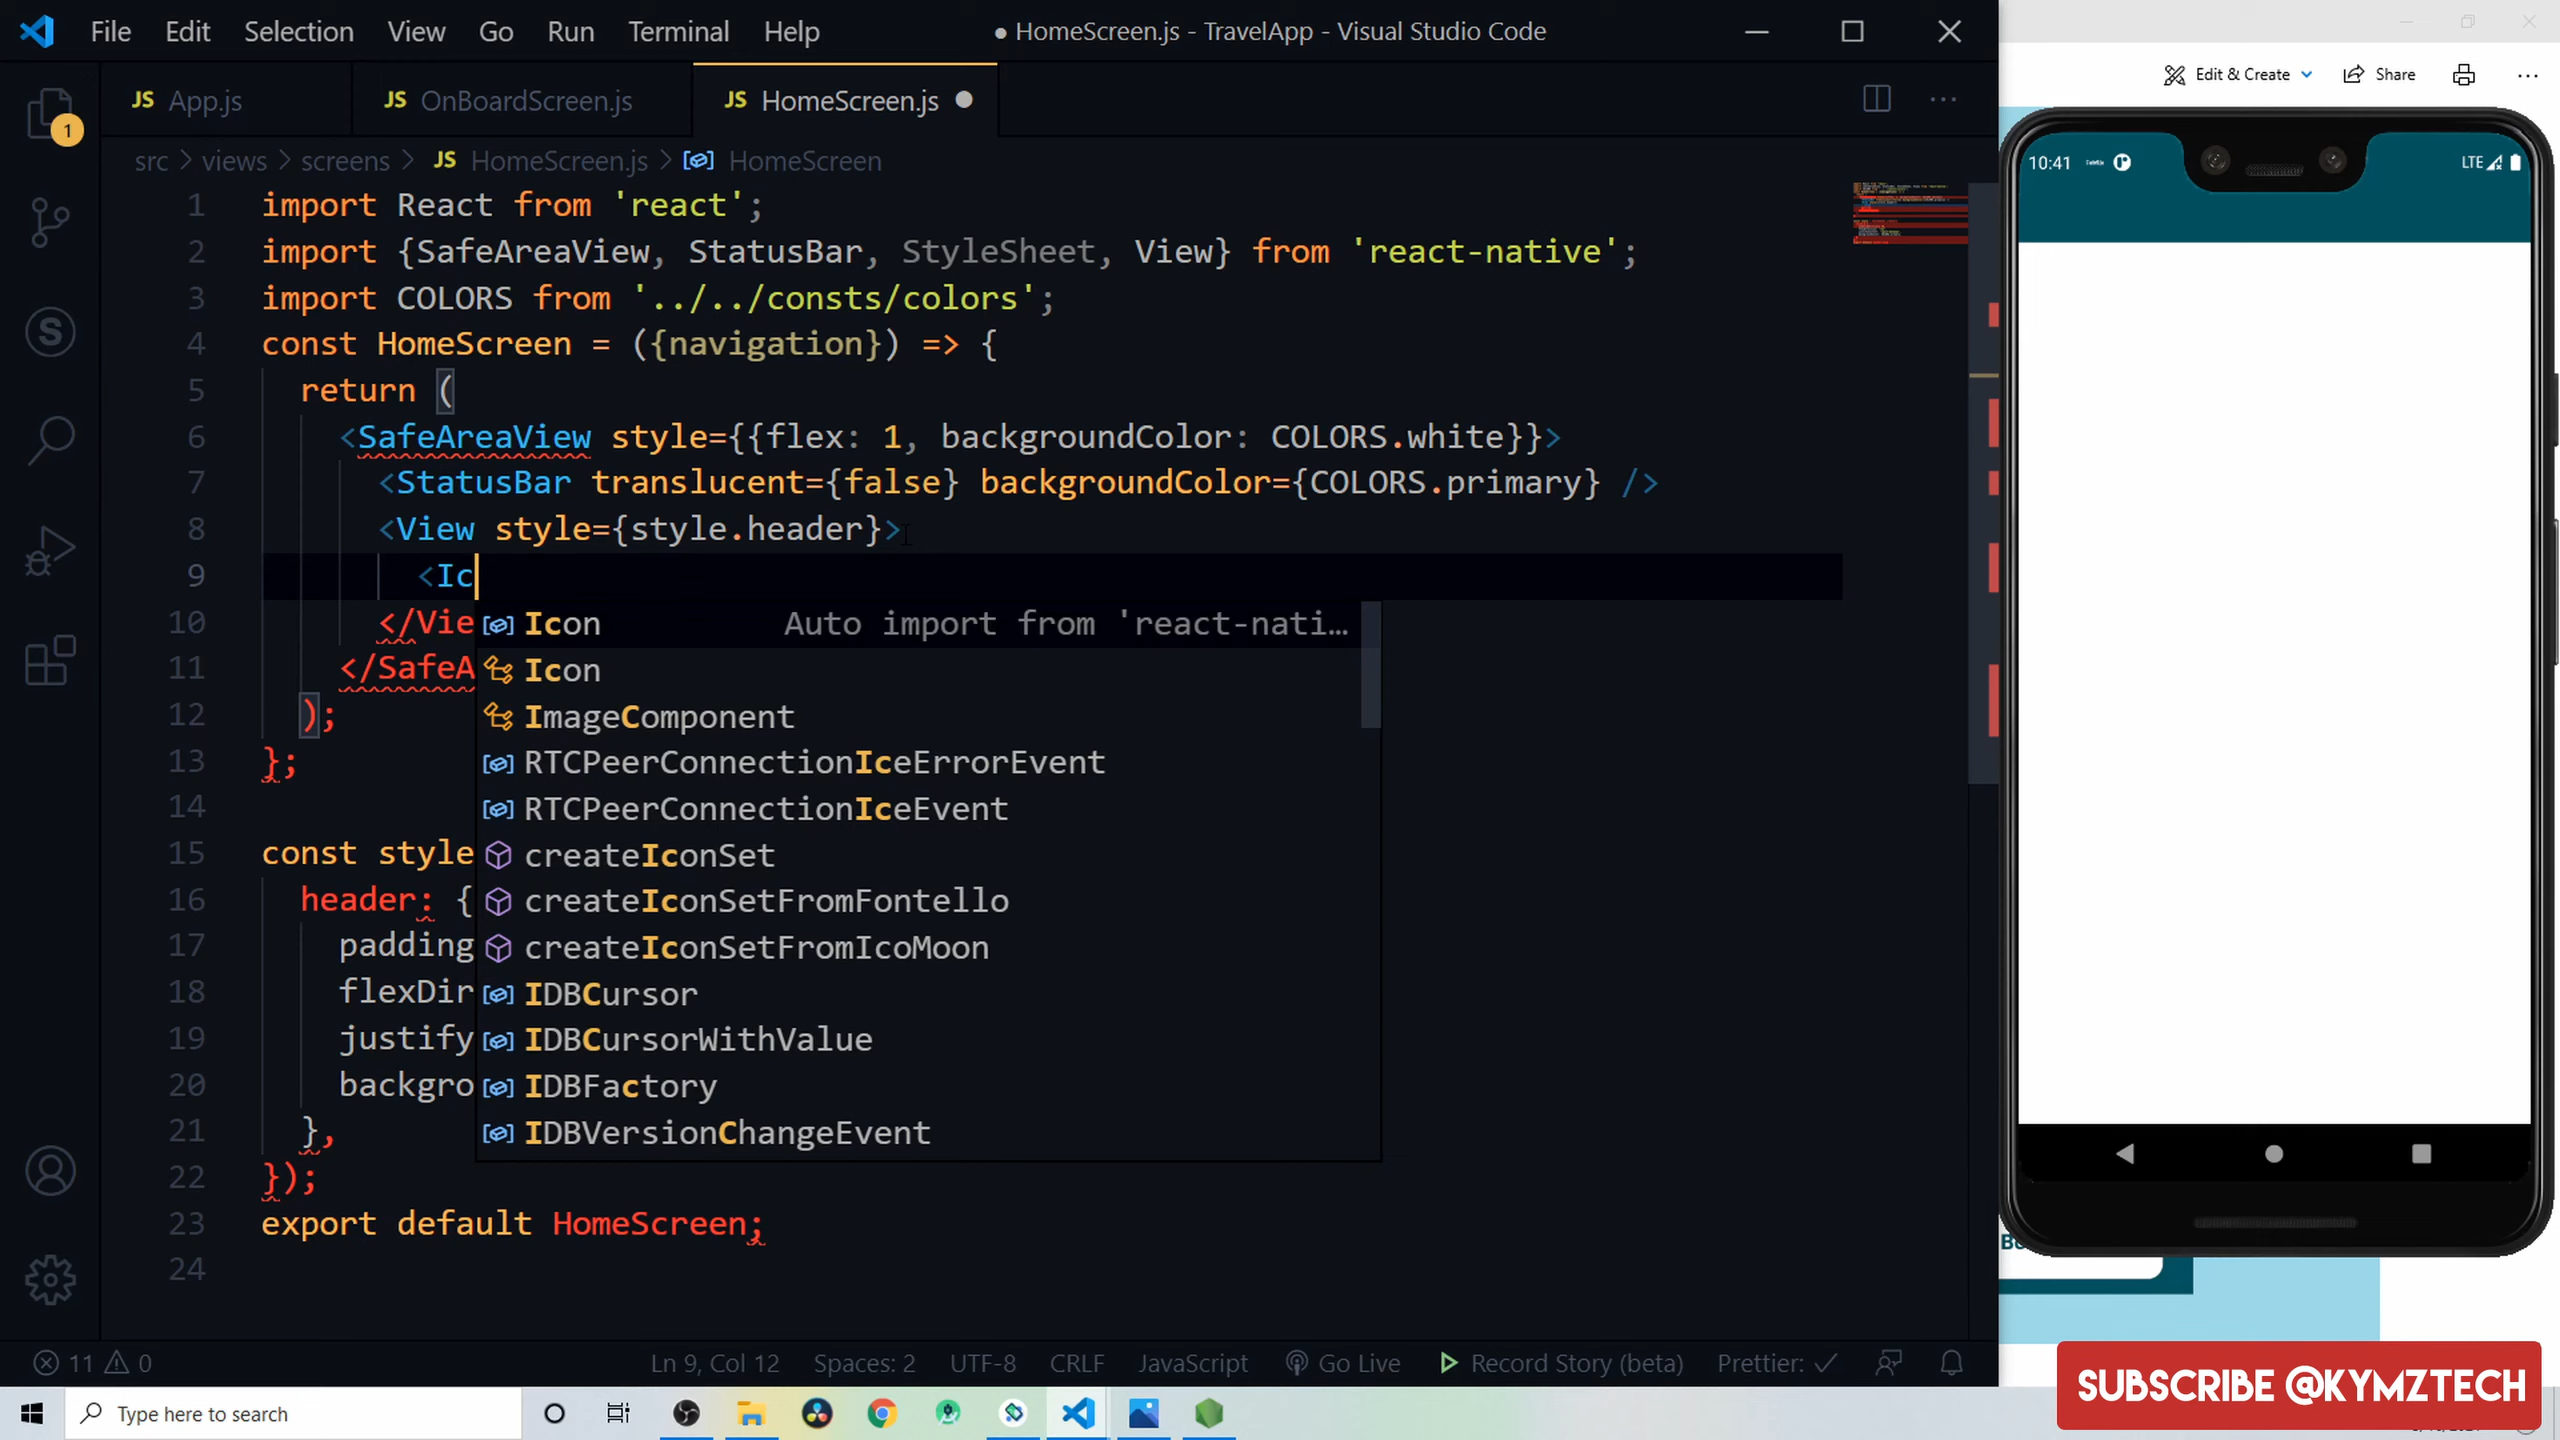 File Edit Selection View Go Run Terminal Help ● HomeScreen.js - TravelApp - Visual Studio Code
Edit & Create Share
JS App.js JS OnBoardScreen.js JS HomeScreen.js
1
src > views > screens > JS HomeScreen.js > HomeScreen
1 import React from 'react';
2 import {SafeAreaView, StatusBar, StyleSheet, View} from 'react-native';
3 import COLORS from '../../consts/colors';
4 const HomeScreen = ({navigation}) => {
5 return (
6 <SafeAreaView style={{flex: 1, backgroundColor: COLORS.white}}>
7 <StatusBar translucent={false} backgroundColor={COLORS.primary} />
8 <View style={style.header}>
9 <Ic
10 </Vie
11 </SafeA
12 );
13 };
14
15 const style
16 header: {
17 padding
18 flexDir
19 justify
20 backgro
21 },
22 });
23 export default HomeScreen;
24
Icon Auto import from 'react-nati…
Icon
ImageComponent
RTCPeerConnectionIceErrorEvent
RTCPeerConnectionIceEvent
createIconSet
createIconSetFromFontello
createIconSetFromIcoMoon
IDBCursor
IDBCursorWithValue
IDBFactory
IDBVersionChangeEvent
10:41 LTE
11 0 Ln 9, Col 12 Spaces: 2 UTF-8 CRLF JavaScript Go Live Record Story (beta) Prettier: ✓
Type here to search
SUBSCRIBE @KYMZTECH